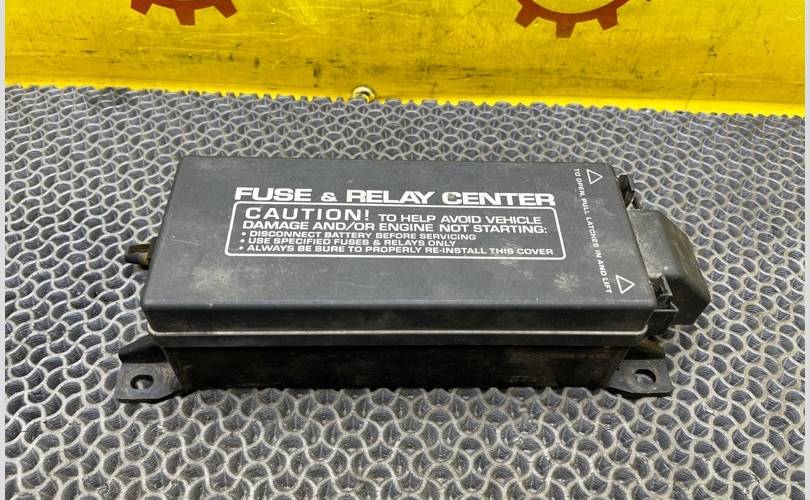 FUSE & RELAY CENTER
CAUTION! TO HELP AVOID VEHICLE
DAMAGE AND/OR ENGINE NOT STARTING:
• DISCONNECT BATTERY BEFORE SERVICING
• USE SPECIFIED FUSES & RELAYS ONLY
• ALWAYS BE SURE TO PROPERLY RE-INSTALL THIS COVER
TO OPEN, PULL LATCHES IN AND LIFT